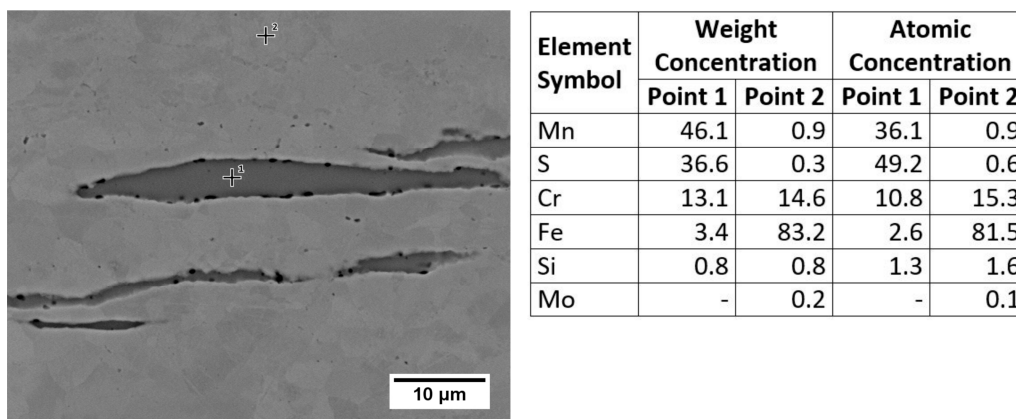 2
1
10 µm
Element Symbol Weight Concentration Atomic Concentration
Point 1 Point 2 Point 1 Point 2
Mn 46.1 0.9 36.1 0.9
S 36.6 0.3 49.2 0.6
Cr 13.1 14.6 10.8 15.3
Fe 3.4 83.2 2.6 81.5
Si 0.8 0.8 1.3 1.6
Mo - 0.2 - 0.1